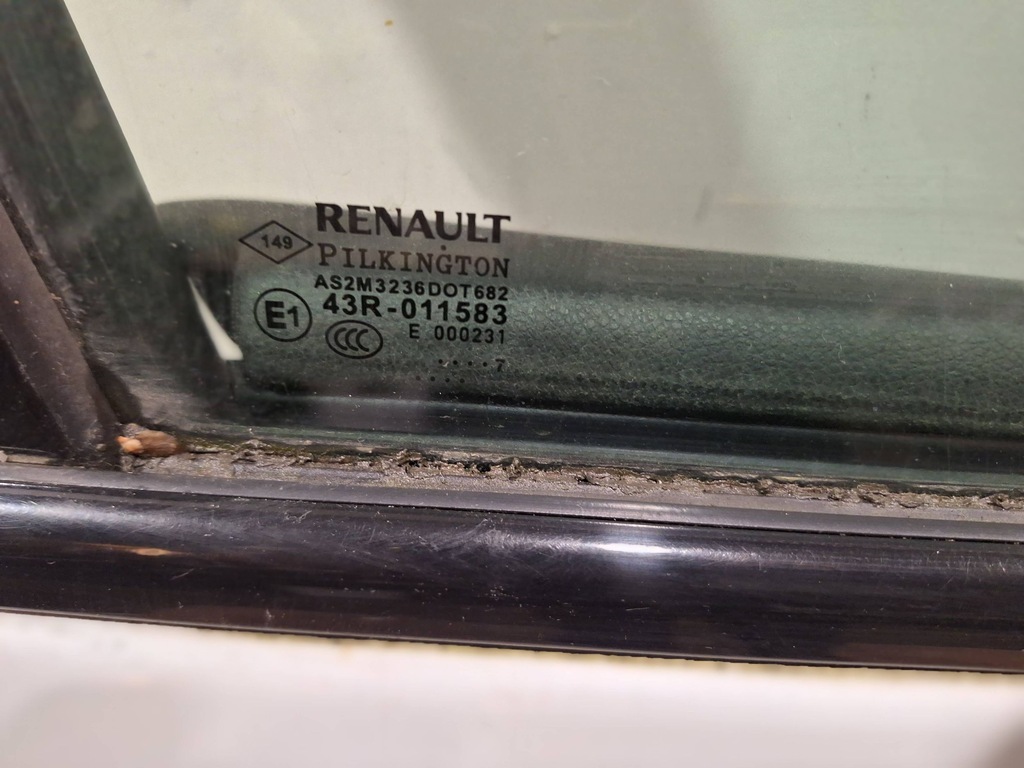 RENAULT
149
PILKINGTON
AS2M3236DOT682
43R-011583
E1
CCC
E 000231
....7
.....